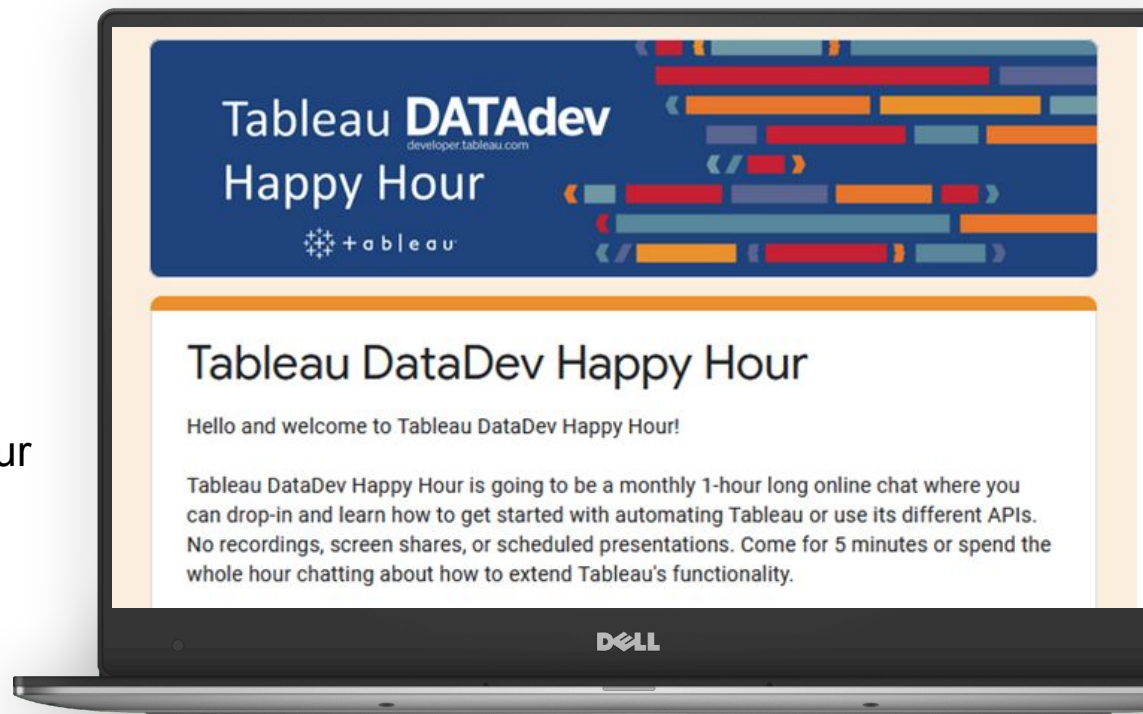 Tableau DATAdev
developer.tableau.com
Happy Hour
+ableau
Tableau DataDev Happy Hour
Hello and welcome to Tableau DataDev Happy Hour!
ur
Tableau DataDev Happy Hour is going to be a monthly 1-hour long online chat where you
can drop-in and learn how to get started with automating Tableau or use its different APIs.
No recordings, screen shares, or scheduled presentations. Come for 5 minutes or spend the
whole hour chatting about how to extend Tableau's functionality.
DELL